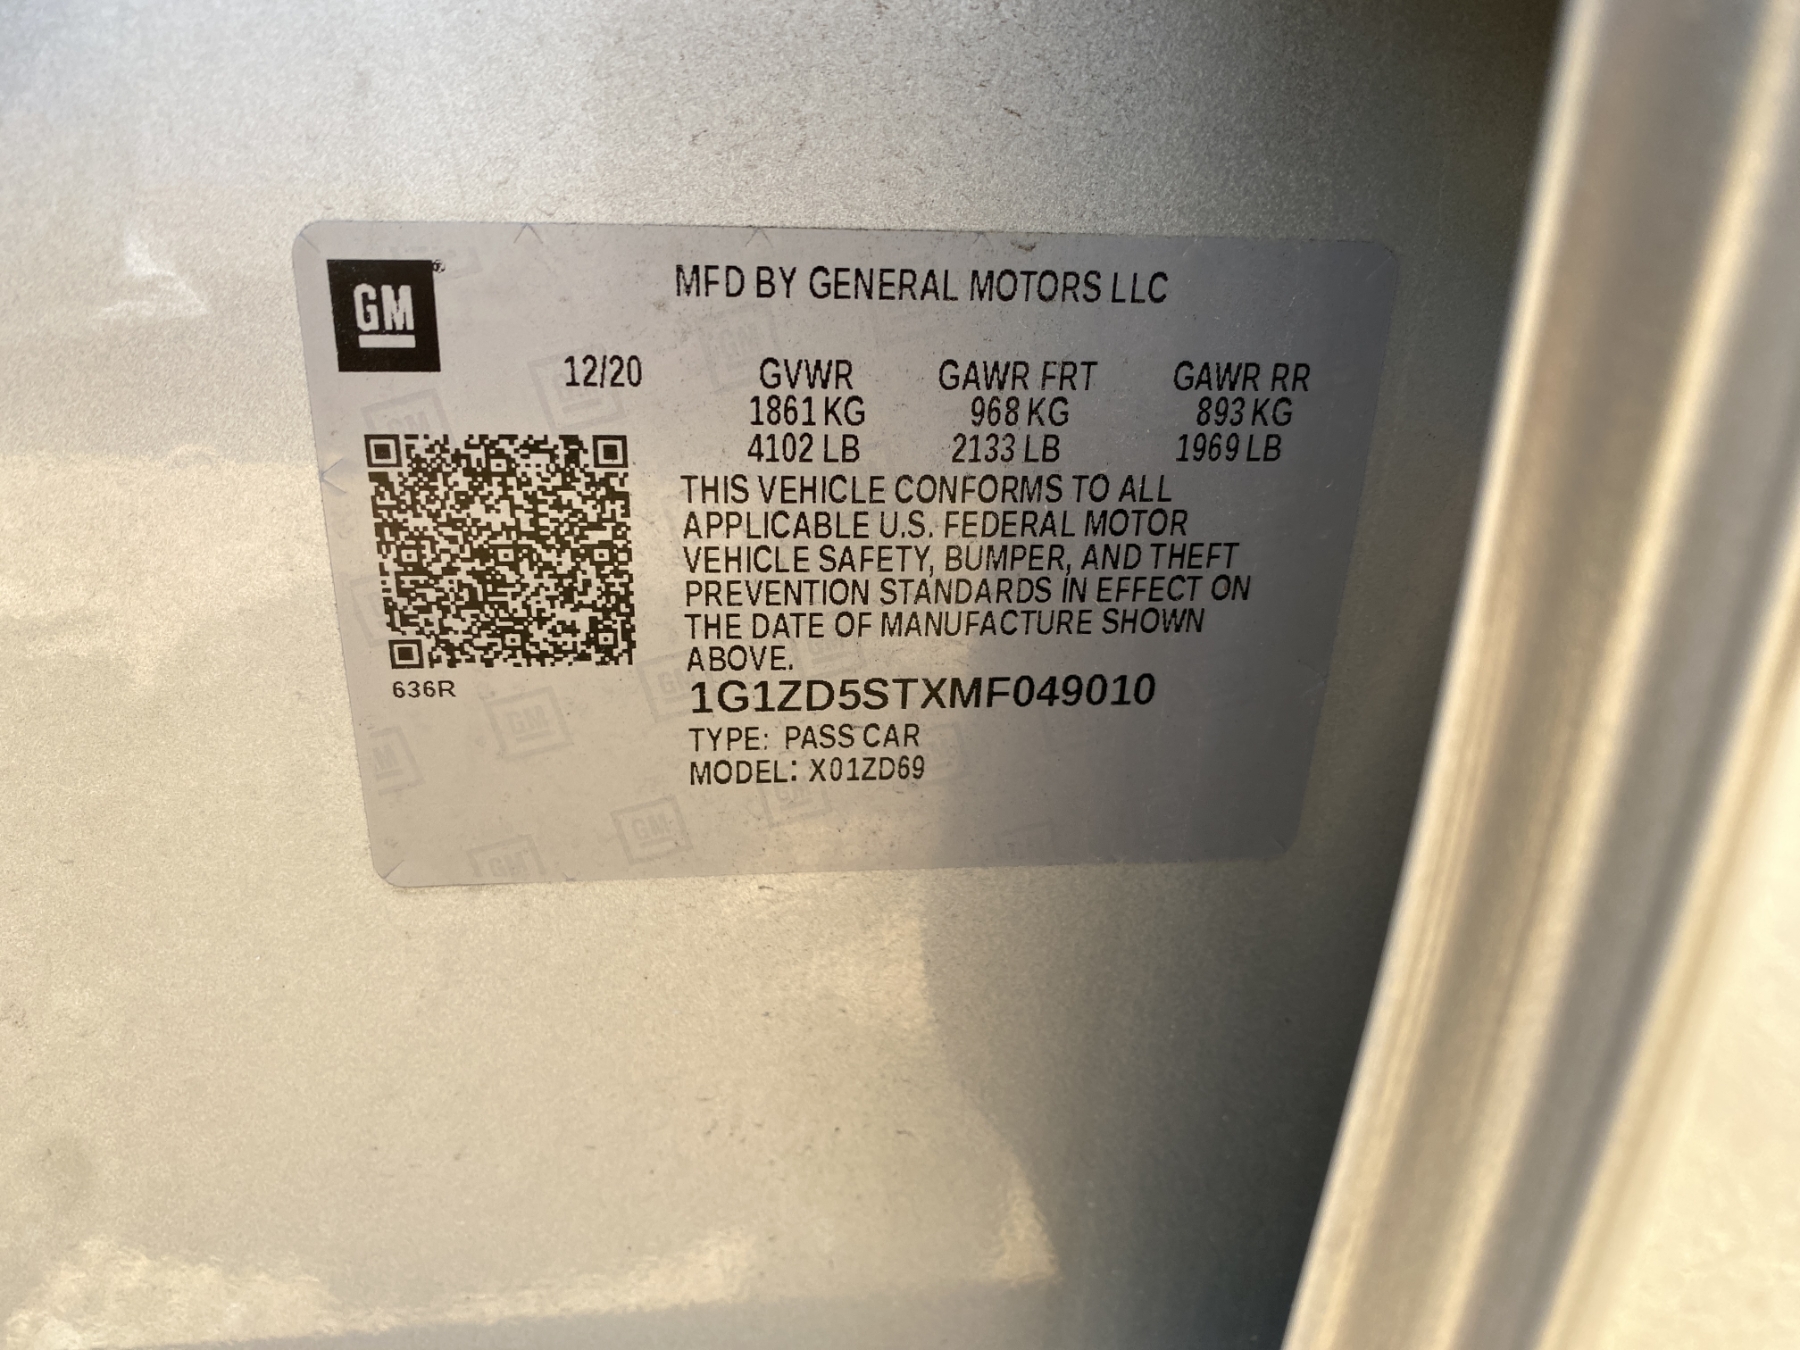 GM®
MFD BY GENERAL MOTORS LLC
12/20 GVWR GAWR FRT GAWR RR
1861 KG 968 KG 893 KG
4102 LB 2133 LB 1969 LB
THIS VEHICLE CONFORMS TO ALL
APPLICABLE U.S. FEDERAL MOTOR
VEHICLE SAFETY, BUMPER, AND THEFT
PREVENTION STANDARDS IN EFFECT ON
THE DATE OF MANUFACTURE SHOWN
ABOVE.
636R
1G1ZD5STXMF049010
TYPE: PASS CAR
MODEL: X01ZD69